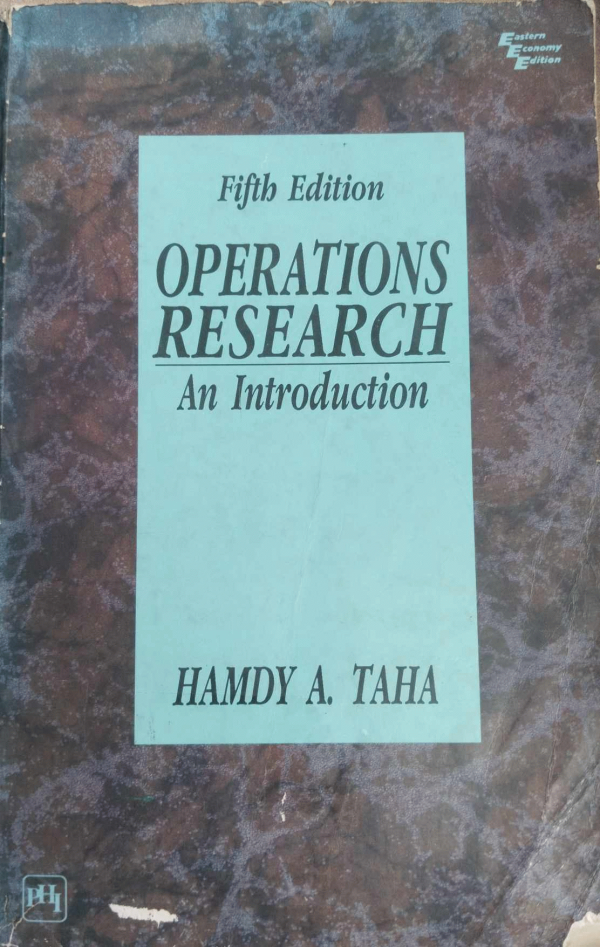 Eastern
Economy
Edition
Fifth Edition
OPERATIONS
RESEARCH
An Introduction
HAMDY A. TAHA
PHI